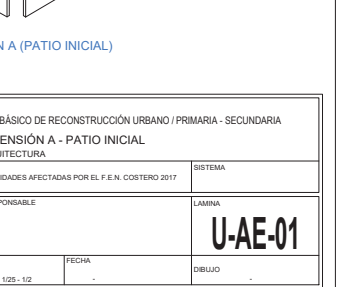 N A (PATIO INICIAL)
BÁSICO DE RECONSTRUCCIÓN URBANO / PRIMARIA - SECUNDARIA
ENSIÓN A - PATIO INICIAL
UITECTURA
SISTEMA
IDADES AFECTADAS POR EL F.E.N. COSTERO 2017
PONSABLE
LAMINA
U-AE-01
FECHA
DIBUJO
1/25 - 1/2
-
-